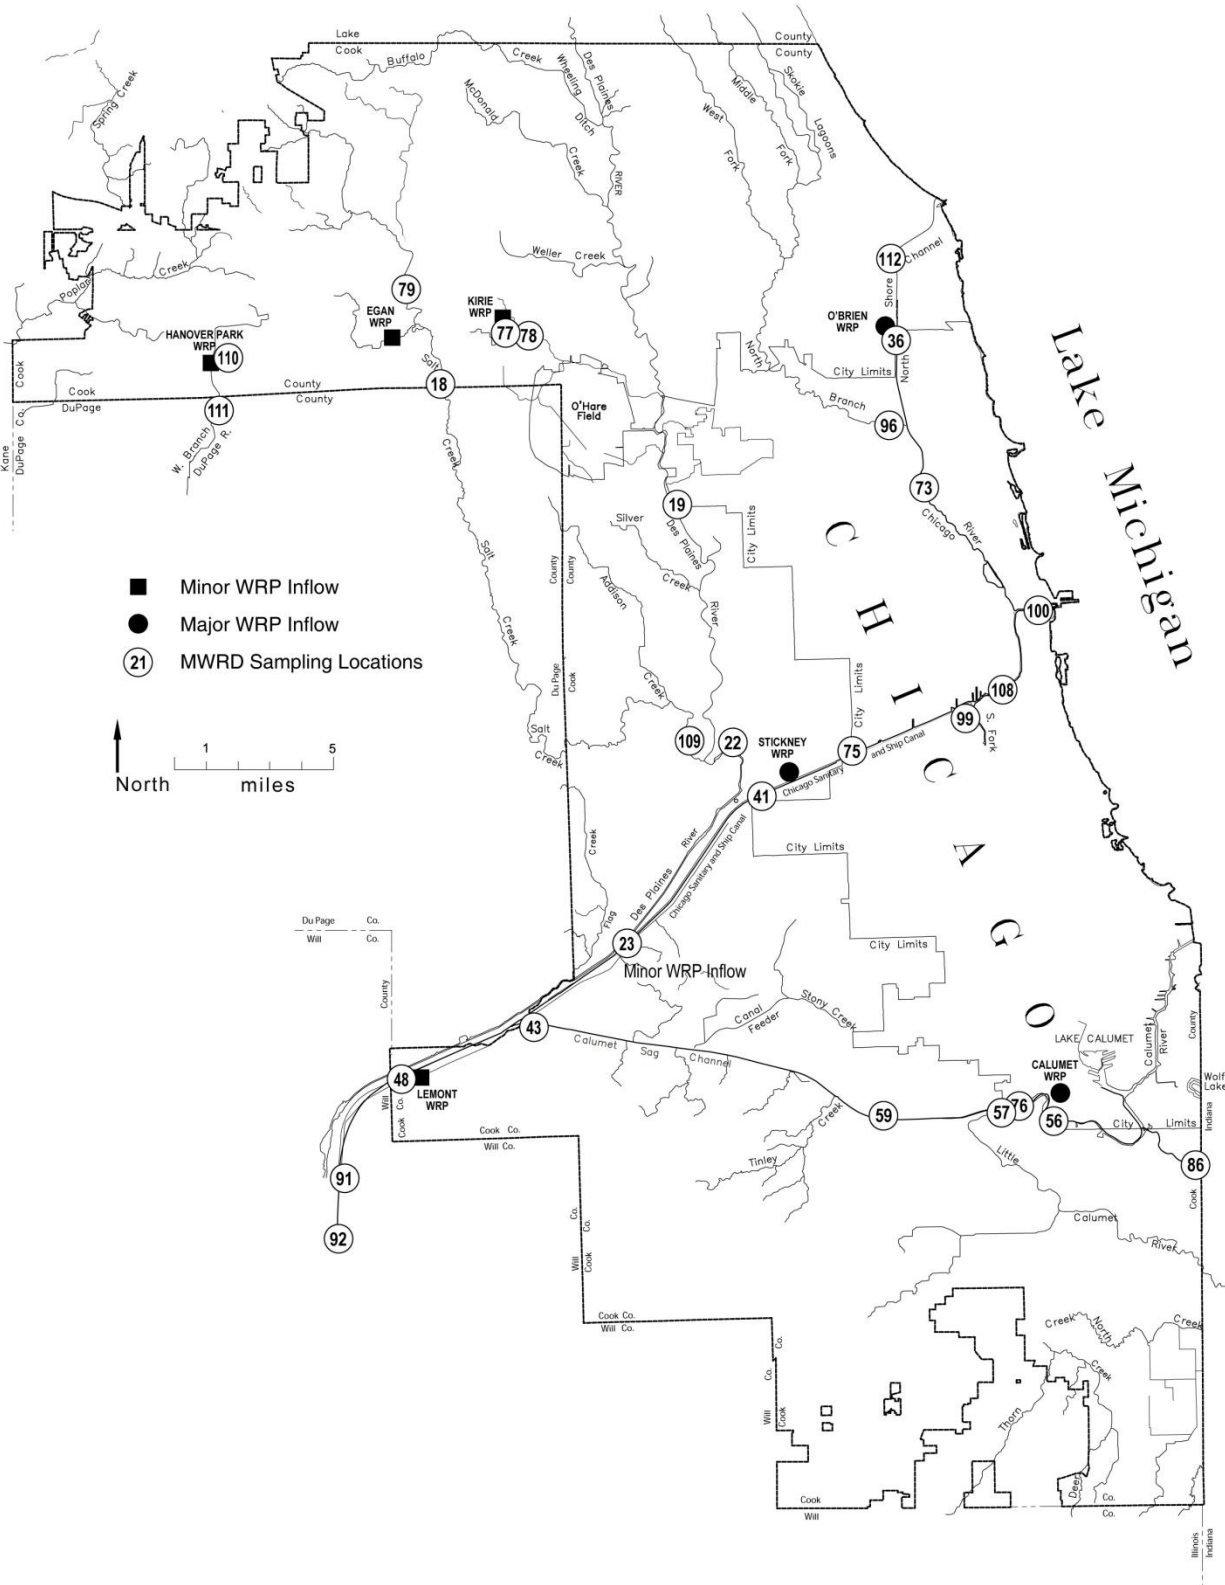 Lake
County
Cook
County
Buffalo
Creek
Wheeling
Ditch
Des Plaines
RIVER
McDonald
Creek
Spring Creek
West
Fork
Middle
Fork
Skokie
Lagoons
Weller Creek
Poplar
Creek
112
Channel
Shore
North
79
KIRIE
WRP
77
78
EGAN
WRP
O'BRIEN
WRP
36
HANOVER PARK
WRP
110
North
Branch
City Limits
Salt
Creek
18
County
County
Cook
Cook
DuPage
Kane
DuPage Co.
111
W. Branch
DuPage R.
O'Hare
Field
96
73
Chicago
River
19
Des Plaines
River
City Limits
Silver
Creek
Addison
Creek
County
County
Salt
Creek
Lake Michigan
CHICAGO
Minor WRP Inflow
Major WRP Inflow
21
MWRD Sampling Locations
100
108
99
S. Fork
Du Page
Cook
City Limits
Salt
Creek
109
22
STICKNEY
WRP
75
and Ship Canal
Chicago Sanitary
41
1
5
North
miles
City Limits
Creek
Flag
River
Des Plaines
Chicago Sanitary and Ship Canal
Du Page Co.
Will Co.
County
23
Minor WRP Inflow
City Limits
Stony Creek
Canal
Feeder
43
Calumet Sag Channel
LAKE CALUMET
Calumet
River
County
Wolf
Lake
Indiana
48
LEMONT
WRP
CALUMET
WRP
76
57
56
59
City Limits
Will Co.
Cook Co.
Cook Co.
Will Co.
Creek
Tinley
Little
Calumet
River
86
Cook
91
92
Co.
Co.
Will
Cook
Cook Co.
Will Co.
Co.
Co.
Will
Cook
Creek
North
Creek
Creek
Thorn
Deer
Cook
Will
Co.
Co.
Illinois
Indiana